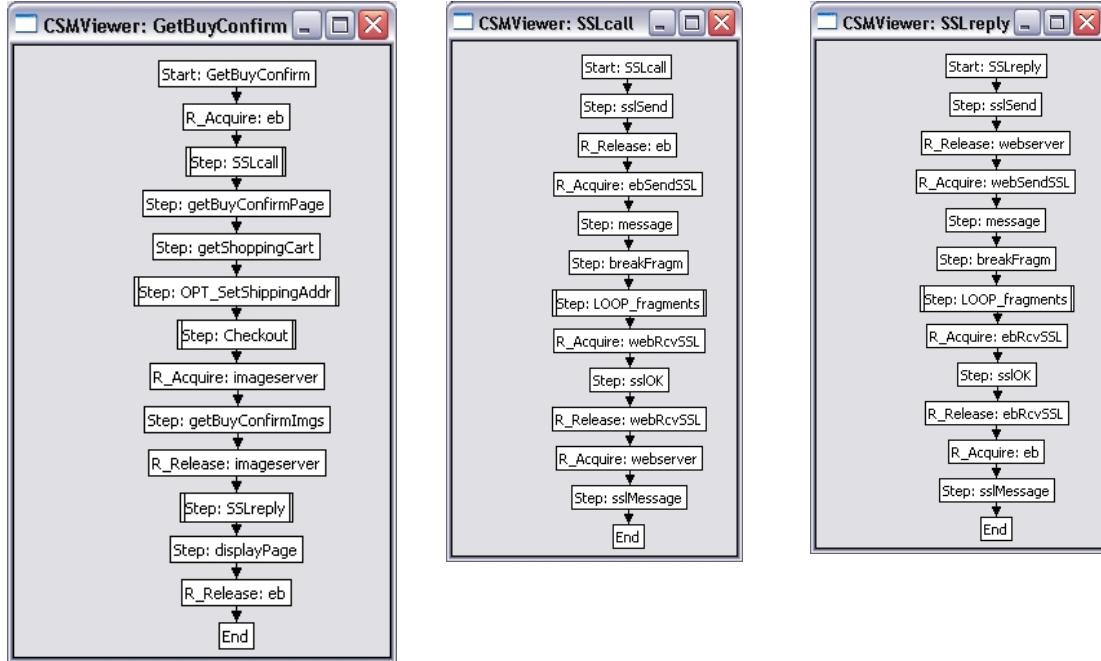 CSMViewer: GetBuyConfirm
Start: GetBuyConfirm
R_Acquire: eb
Step: SSLcall
Step: getBuyConfirmPage
Step: getShoppingCart
Step: OPT_SetShippingAddr
Step: Checkout
R_Acquire: imageserver
Step: getBuyConfirmImgs
R_Release: imageserver
Step: SSLreply
Step: displayPage
R_Release: eb
End
CSMViewer: SSLcall
Start: SSLcall
Step: sslSend
R_Release: eb
R_Acquire: ebSendSSL
Step: message
Step: breakFragm
Step: LOOP_fragments
R_Acquire: webRcvSSL
Step: sslOK
R_Release: webRcvSSL
R_Acquire: webserver
Step: sslMessage
End
CSMViewer: SSLreply
Start: SSLreply
Step: sslSend
R_Release: webserver
R_Acquire: webSendSSL
Step: message
Step: breakFragm
Step: LOOP_fragments
R_Acquire: ebRcvSSL
Step: sslOK
R_Release: ebRcvSSL
R_Acquire: eb
Step: sslMessage
End